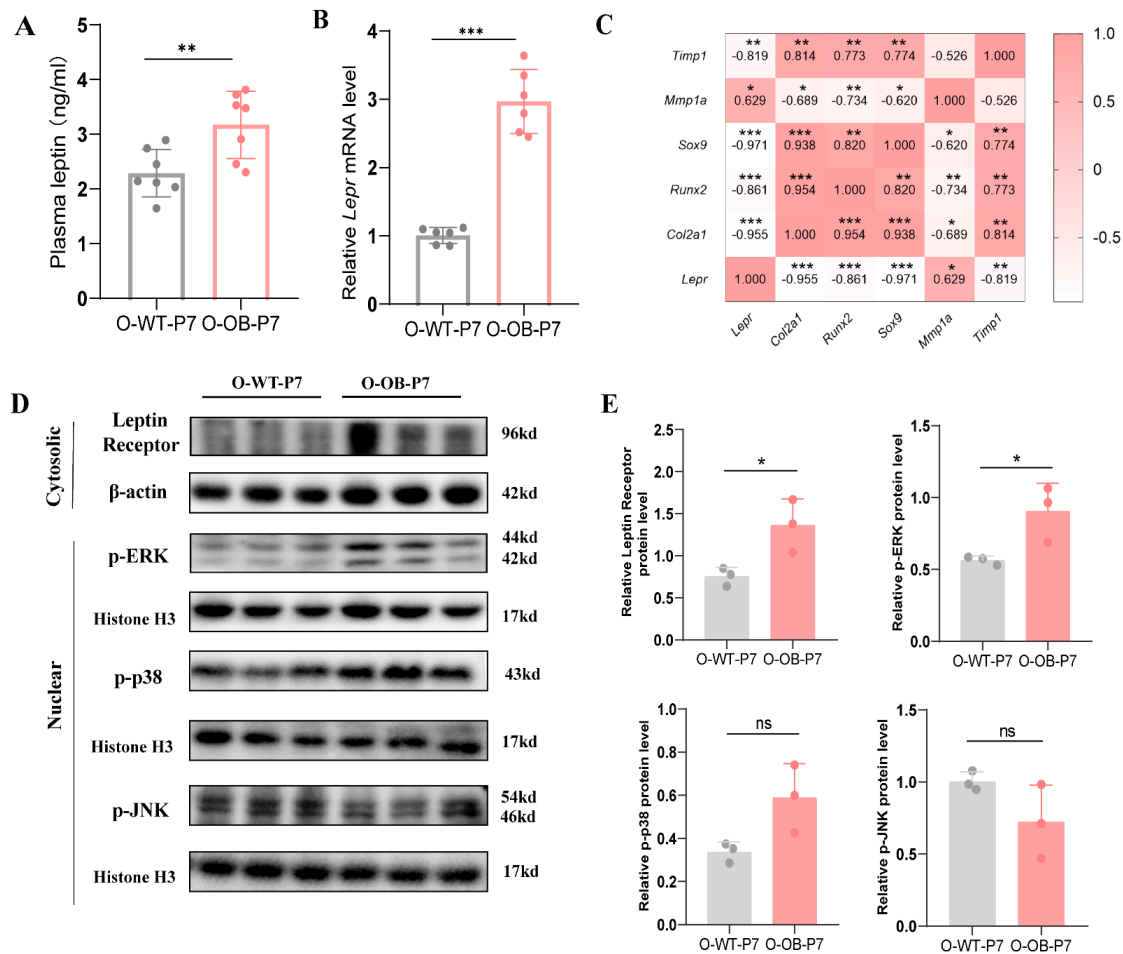 A
Plasma leptin (ng/ml)
5
4
3
2
1
0
**
O-WT-P7
O-OB-P7
B
Relative Lepr mRNA level
4
3
2
1
0
***
O-WT-P7
O-OB-P7
C
Timp1
** ** ** **
-0.819 0.814 0.773 0.774 -0.526 1.000
Mmp1a
* * ** *
0.629 -0.689 -0.734 -0.620 1.000 -0.526
Sox9
*** *** ** * **
-0.971 0.938 0.820 1.000 -0.620 0.774
Runx2
*** *** ** ** **
-0.861 0.954 1.000 0.820 -0.734 0.773
Col2a1
*** *** *** * **
-0.955 1.000 0.954 0.938 -0.689 0.814
Lepr
*** *** *** * **
1.000 -0.955 -0.861 -0.971 0.629 -0.819
Lepr Col2a1 Runx2 Sox9 Mmp1a Timp1
1.0
0.5
0
-0.5
D
O-WT-P7 O-OB-P7
Cytosolic
Leptin
Receptor
96kd
β-actin
42kd
Nuclear
p-ERK
44kd
42kd
Histone H3
17kd
p-p38
43kd
Histone H3
17kd
p-JNK
54kd
46kd
Histone H3
17kd
E
Relative Leptin Receptor
protein level
2.5
2.0
1.5
1.0
0.5
0.0
*
O-WT-P7
O-OB-P7
Relative p-ERK protein level
1.5
1.0
0.5
0.0
*
O-WT-P7
O-OB-P7
Relative p-p38 protein level
1.0
0.8
0.6
0.4
0.2
0.0
ns
O-WT-P7
O-OB-P7
Relative p-JNK protein level
1.5
1.0
0.5
0.0
ns
O-WT-P7
O-OB-P7